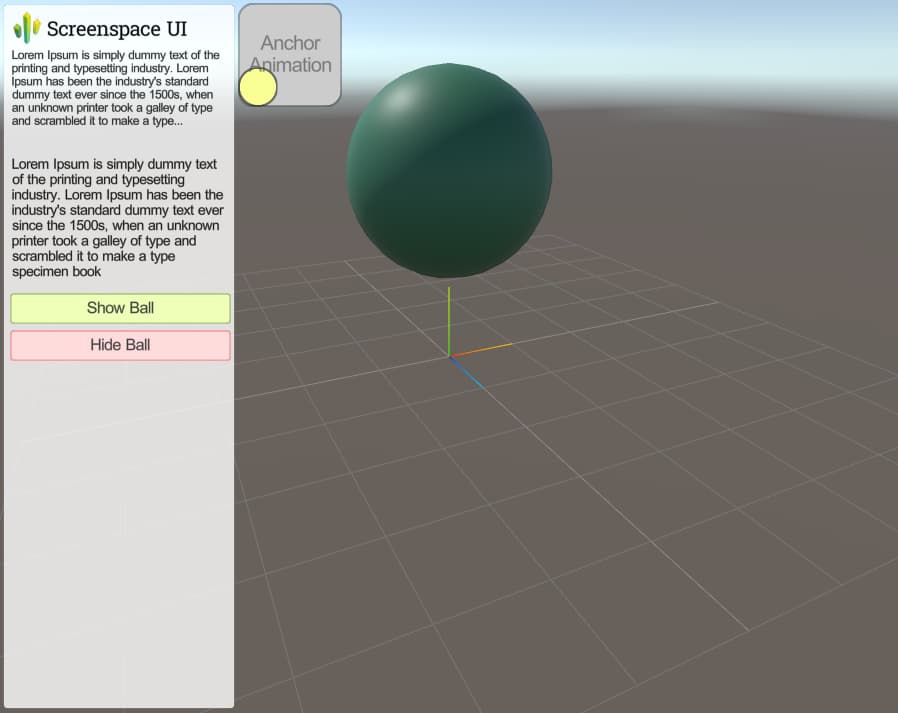 Screenspace UI
Lorem Ipsum is simply dummy text of the
printing and typesetting industry. Lorem
Ipsum has been the industry's standard
dummy text ever since the 1500s, when
an unknown printer took a galley of type
and scrambled it to make a type...
Lorem Ipsum is simply dummy text
of the printing and typesetting
industry. Lorem Ipsum has been the
industry's standard dummy text ever
since the 1500s, when an unknown
printer took a galley of type and
scrambled it to make a type
specimen book
Show Ball
Hide Ball
Anchor
Animation